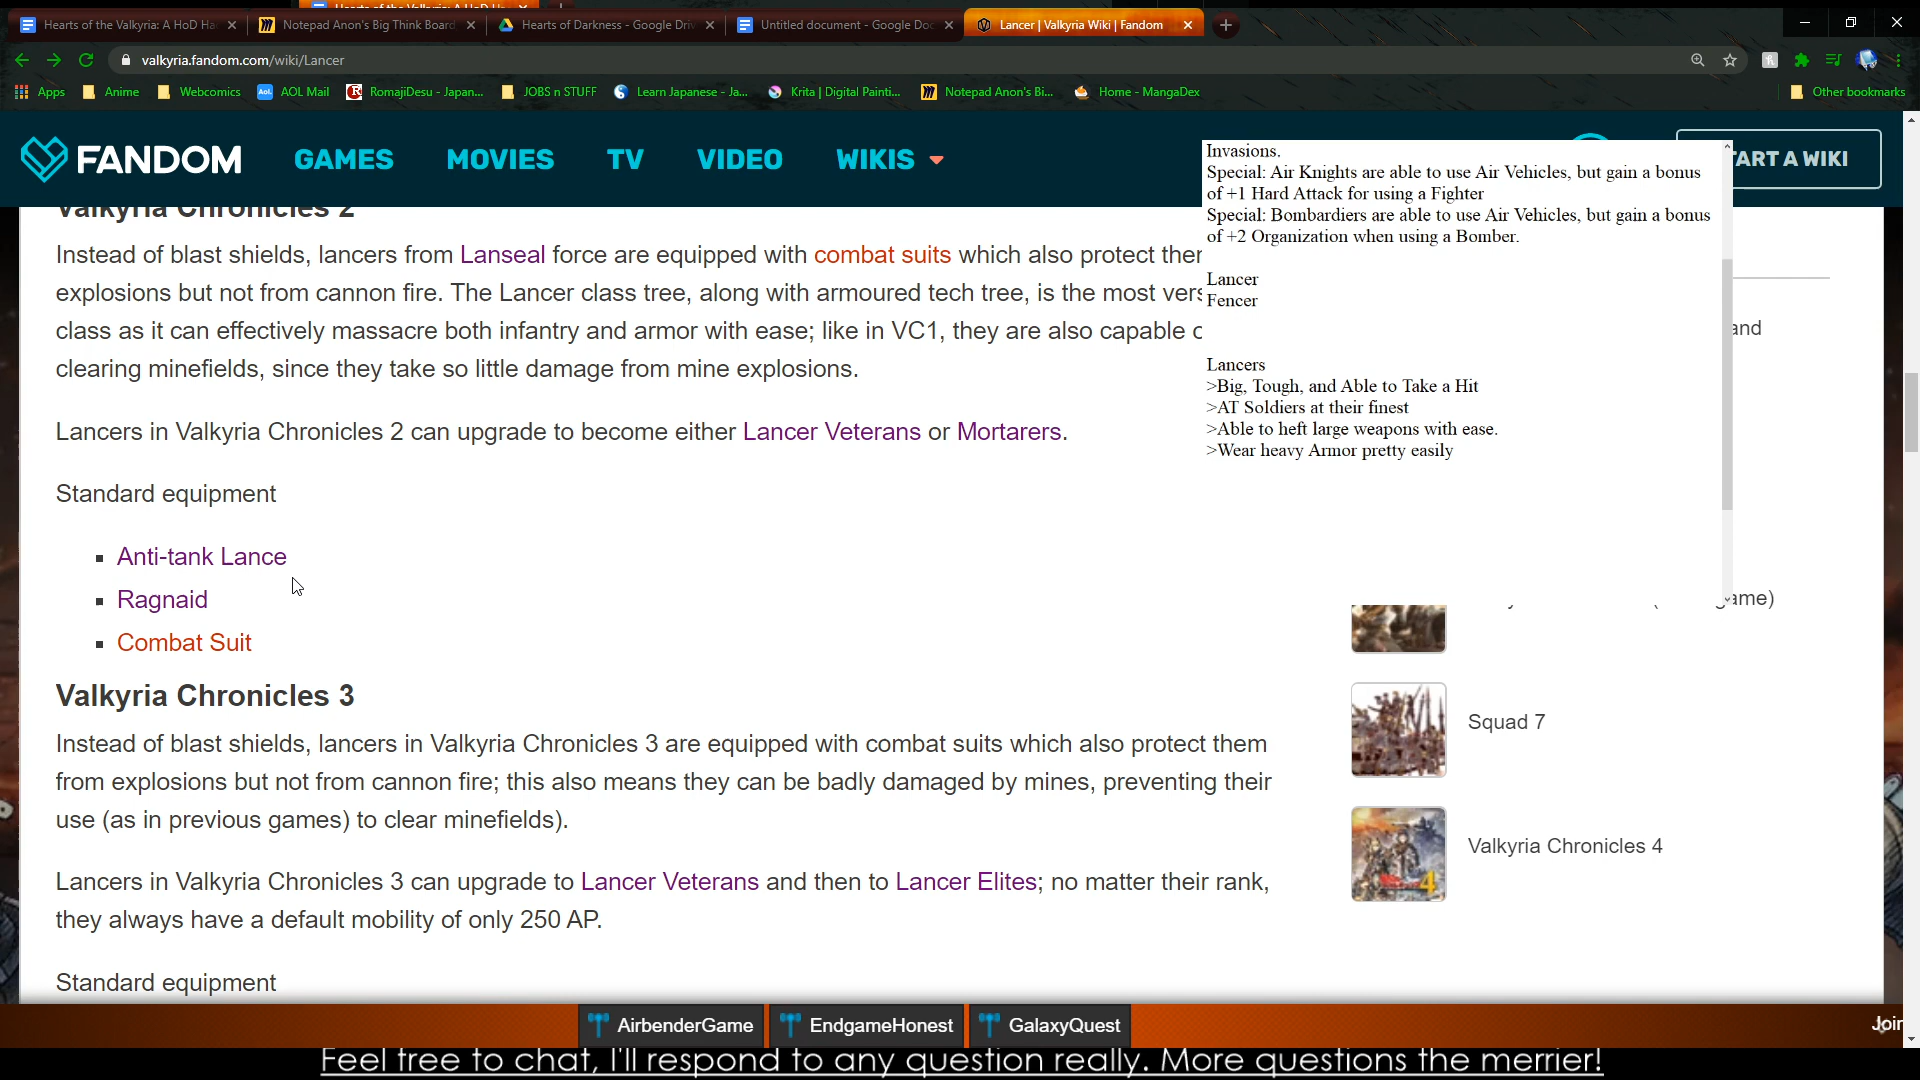 Hearts of the Valkyria: A HoD Ha
Notepad Anon's Big Think Board
Hearts of Darkness - Google Driv
Untitled document - Google Doc
Lancer | Valkyria Wiki | Fandom
valkyria.fandom.com/wiki/Lancer
Apps
Anime
Webcomics
AOL Mail
RomajiDesu - Japan...
JOBS n STUFF
Learn Japanese - Ja...
Krita | Digital Painti...
Notepad Anon's Bi...
Home - MangaDex
Other bookmarks
FANDOM
GAMES
MOVIES
TV
VIDEO
WIKIS
TART A WIKI
Valkyria Chronicles 2
Instead of blast shields, lancers from Lanseal force are equipped with combat suits which also protect ther
explosions but not from cannon fire. The Lancer class tree, along with armoured tech tree, is the most vers
class as it can effectively massacre both infantry and armor with ease; like in VC1, they are also capable c
clearing minefields, since they take so little damage from mine explosions.
Lancers in Valkyria Chronicles 2 can upgrade to become either Lancer Veterans or Mortarers.
Standard equipment
Anti-tank Lance
Ragnaid
Combat Suit
Valkyria Chronicles 3
Instead of blast shields, lancers in Valkyria Chronicles 3 are equipped with combat suits which also protect them
from explosions but not from cannon fire; this also means they can be badly damaged by mines, preventing their
use (as in previous games) to clear minefields).
Lancers in Valkyria Chronicles 3 can upgrade to Lancer Veterans and then to Lancer Elites; no matter their rank,
they always have a default mobility of only 250 AP.
Standard equipment
Invasions.
Special: Air Knights are able to use Air Vehicles, but gain a bonus
of +1 Hard Attack for using a Fighter
Special: Bombardiers are able to use Air Vehicles, but gain a bonus
of +2 Organization when using a Bomber.
Lancer
Fencer
Lancers
>Big, Tough, and Able to Take a Hit
>AT Soldiers at their finest
>Able to heft large weapons with ease.
>Wear heavy Armor pretty easily
and
ame)
Squad 7
Valkyria Chronicles 4
AirbenderGame
EndgameHonest
GalaxyQuest
Join
Feel free to chat, I'll respond to any question really. More questions the merrier!